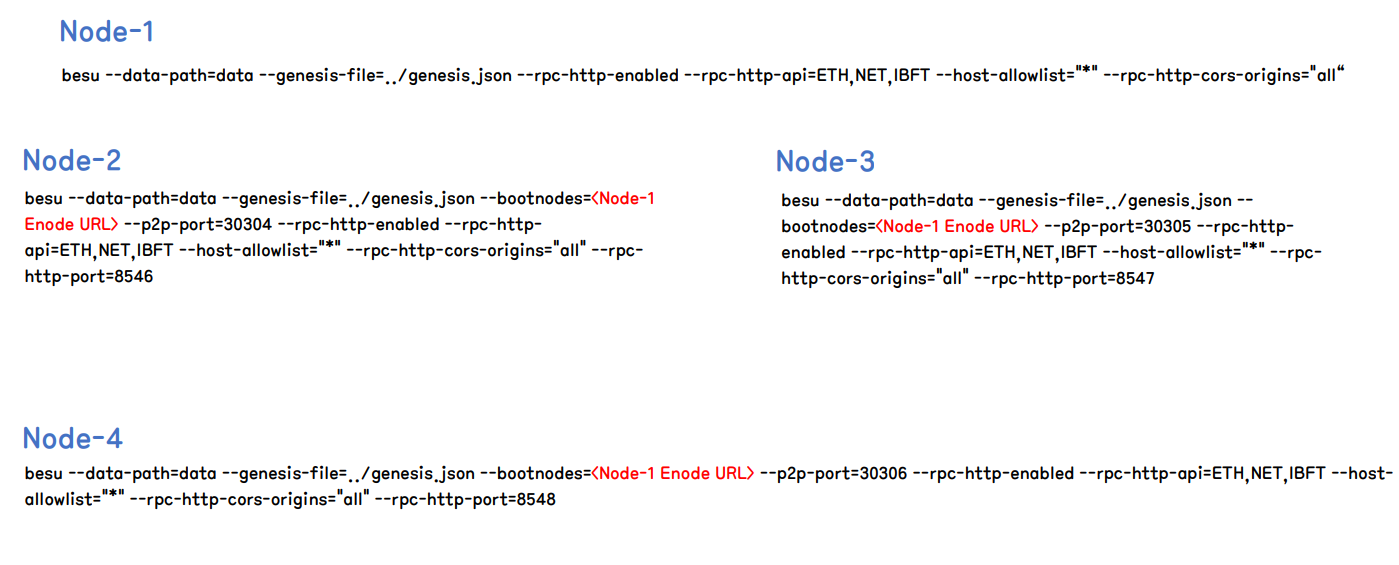 Node-1
besu --data-path=data --genesis-file=../genesis.json --rpc-http-enabled --rpc-http-api=ETH,NET,IBFT --host-allowlist="*" --rpc-http-cors-origins="all“
Node-2
besu --data-path=data --genesis-file=../genesis.json --bootnodes=<Node-1
Enode URL> --p2p-port=30304 --rpc-http-enabled --rpc-http-
api=ETH,NET,IBFT --host-allowlist="*" --rpc-http-cors-origins="all" --rpc-
http-port=8546
Node-3
besu --data-path=data --genesis-file=../genesis.json --
bootnodes=<Node-1 Enode URL> --p2p-port=30305 --rpc-http-
enabled --rpc-http-api=ETH,NET,IBFT --host-allowlist="*" --rpc-
http-cors-origins="all" --rpc-http-port=8547
Node-4
besu --data-path=data --genesis-file=../genesis.json --bootnodes=<Node-1 Enode URL> --p2p-port=30306 --rpc-http-enabled --rpc-http-api=ETH,NET,IBFT --host-
allowlist="*" --rpc-http-cors-origins="all" --rpc-http-port=8548